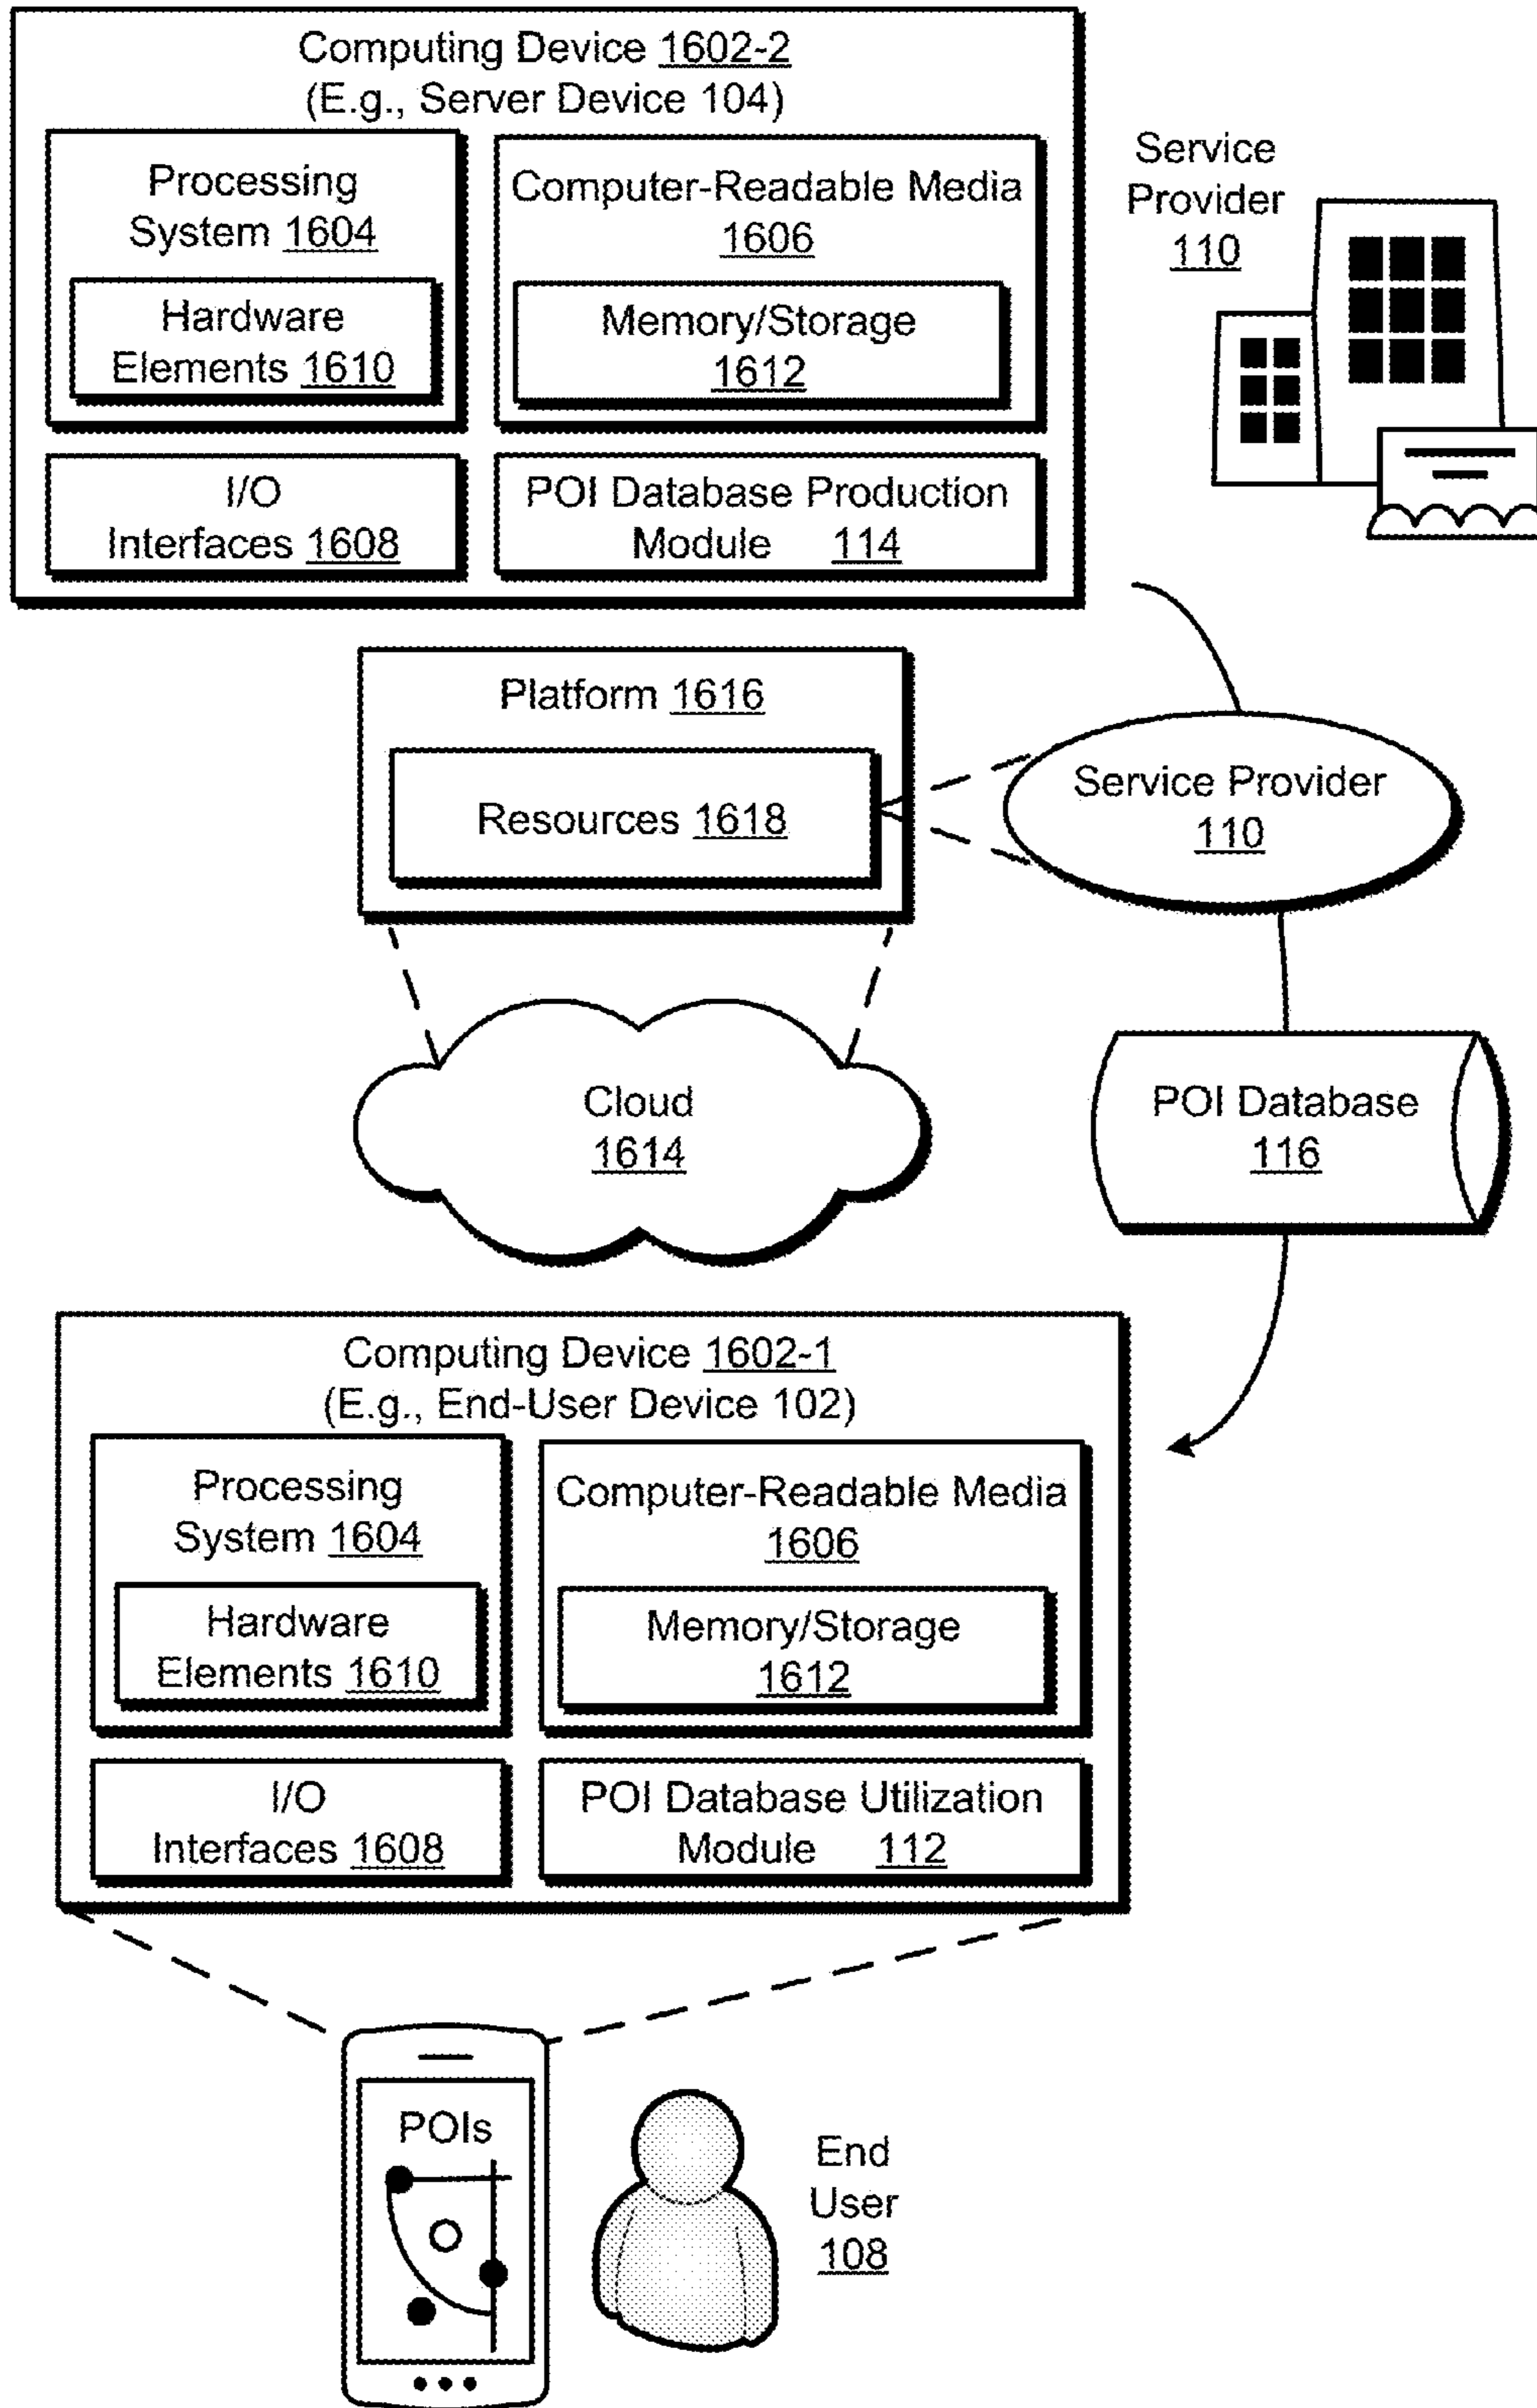 Computing Device 1602-2
(E.g., Server Device 104)
Processing
System 1604
Hardware
Elements 1610
Computer-Readable Media
1606
Memory/Storage
1612
I/O
Interfaces 1608
POI Database Production
Module 114
Service
Provider
110
Platform 1616
Resources 1618
Service Provider
110
Cloud
1614
POI Database
116
Computing Device 1602-1
(E.g., End-User Device 102)
Processing
System 1604
Hardware
Elements 1610
Computer-Readable Media
1606
Memory/Storage
1612
I/O
Interfaces 1608
POI Database Utilization
Module 112
POIs
End
User
108